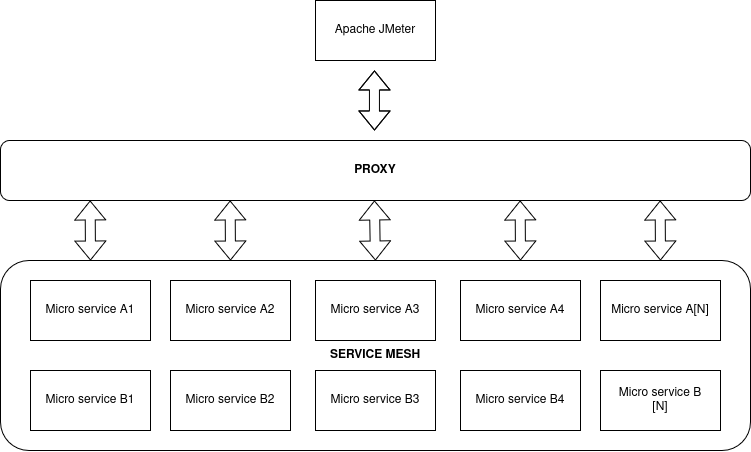 Apache JMeter
PROXY
Micro service A1
Micro service A2
Micro service A3
Micro service A4
Micro service A[N]
SERVICE MESH
Micro service B1
Micro service B2
Micro service B3
Micro service B4
Micro service B
[N]